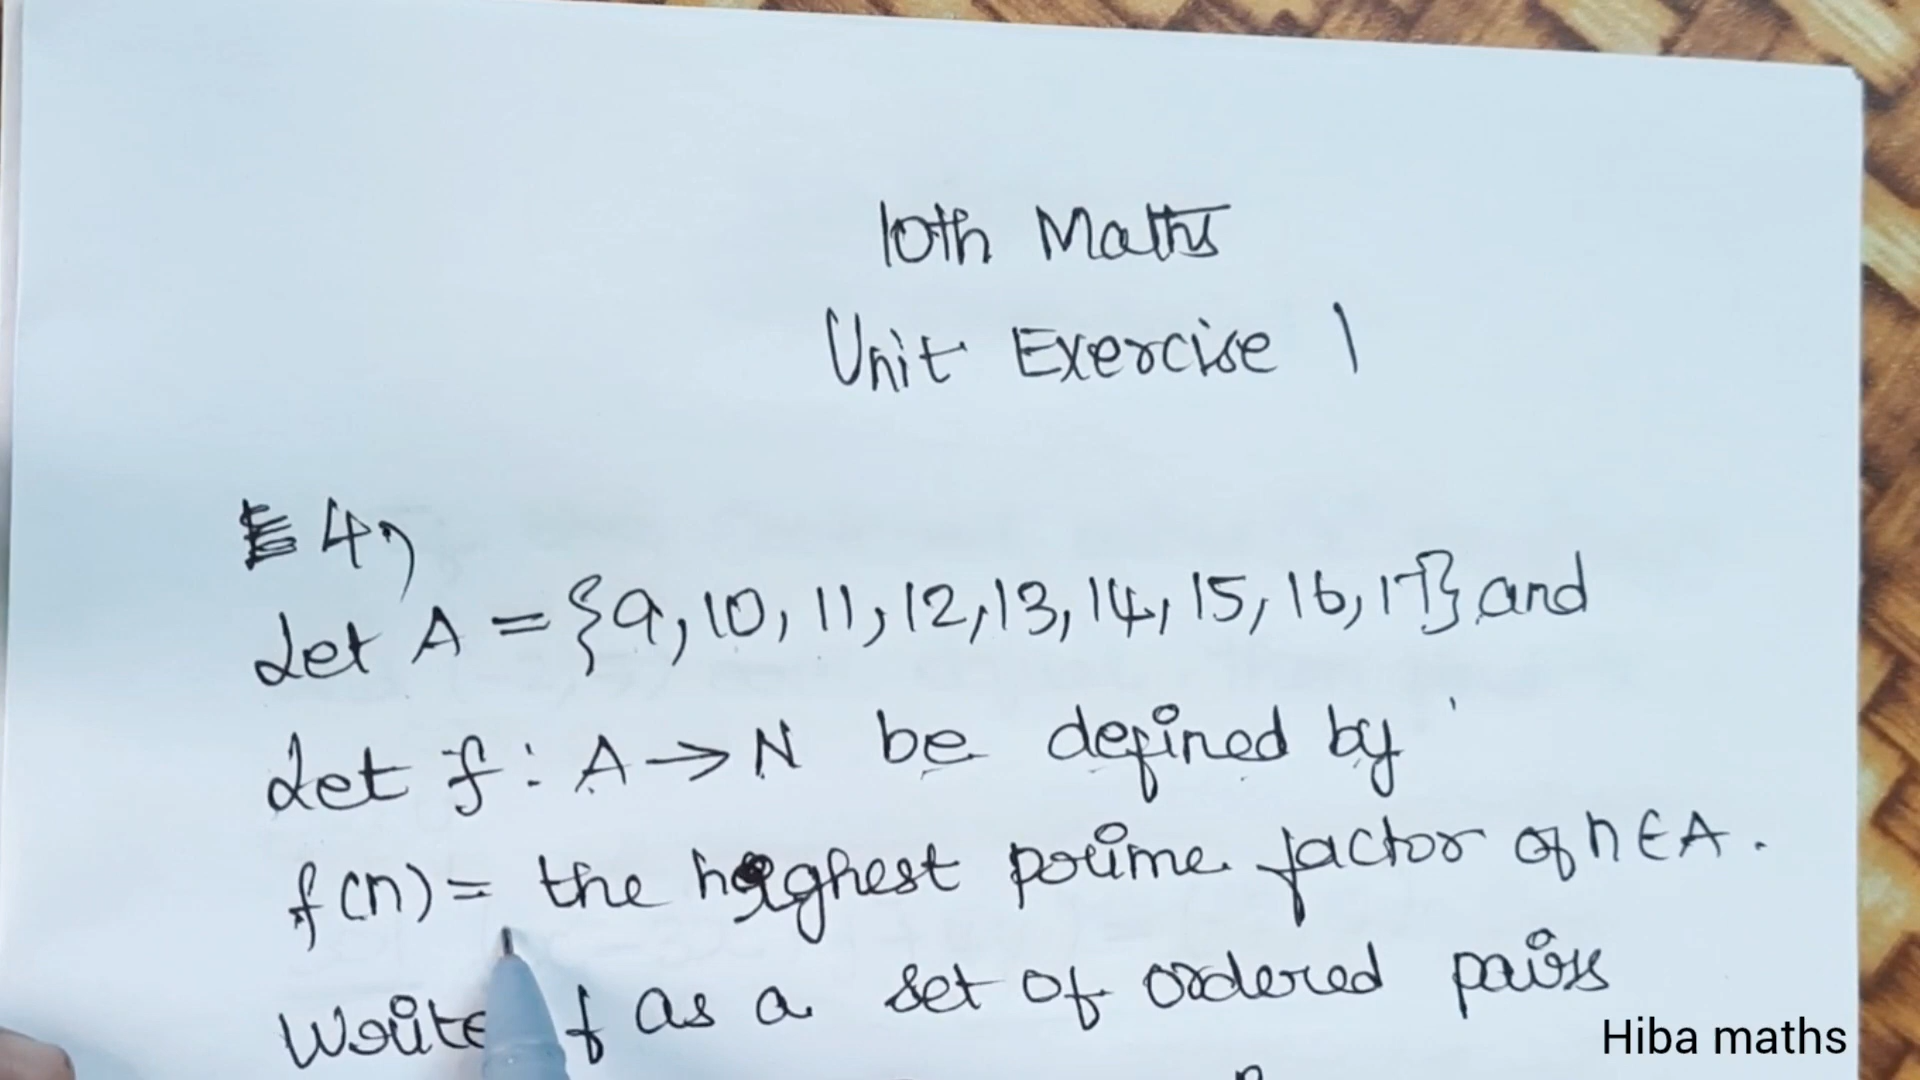 10th Maths
Unit Exercise 1
4)
Let A = {9, 10, 11, 12, 13, 14, 15, 16, 17} and
Let f : A → N be defined by
f(n) = the highest prime factor of n ∈ A.
Write f as a set of ordered pairs
Hiba maths